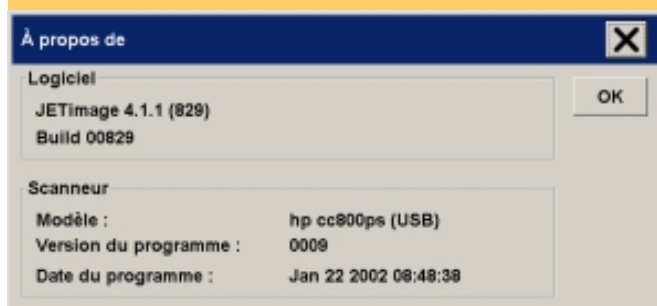 À propos de
Logiciel
OK
JETimage 4.1.1 (829)
Build 00829
Scanneur
Modèle : hp cc800ps (USB)
Version du programme : 0009
Date du programme : Jan 22 2002 08:48:38